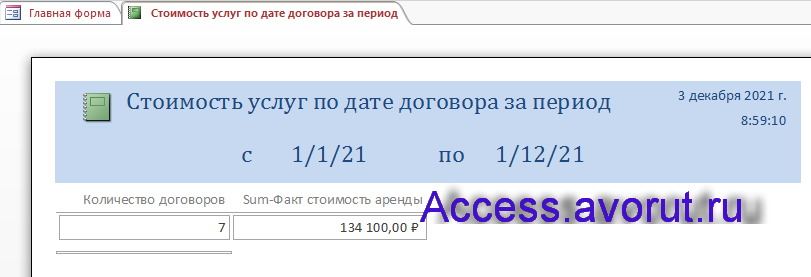 Главная форма Стоимость услуг по дате договора за период
Стоимость услуг по дате договора за период
3 декабря 2021 г.
8:59:10
с 1/1/21 по 1/12/21
Количество договоров Sum-Факт стоимость аренды
7 134 100,00 ₽
Access.avorut.ru